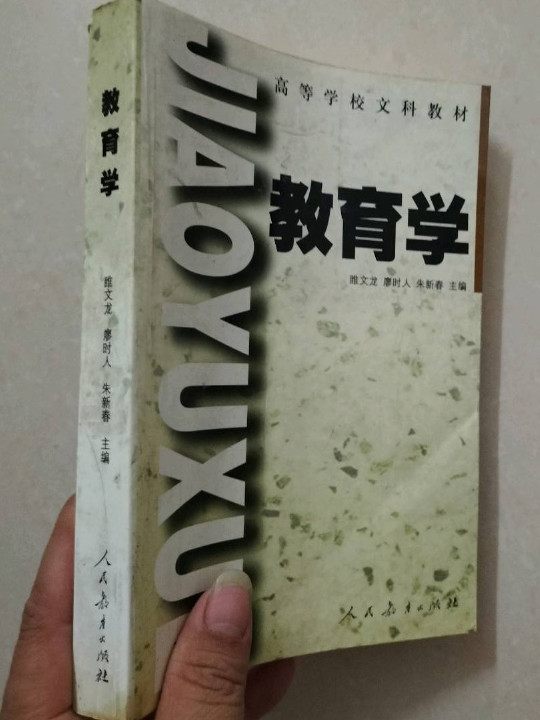 教育学
睢文龙 廖时人 朱新春 主编
人民教育出版社
JIAOYUXUE
高等学校文科教材
教育学
睢文龙 廖时人 朱新春 主编
人民教育出版社